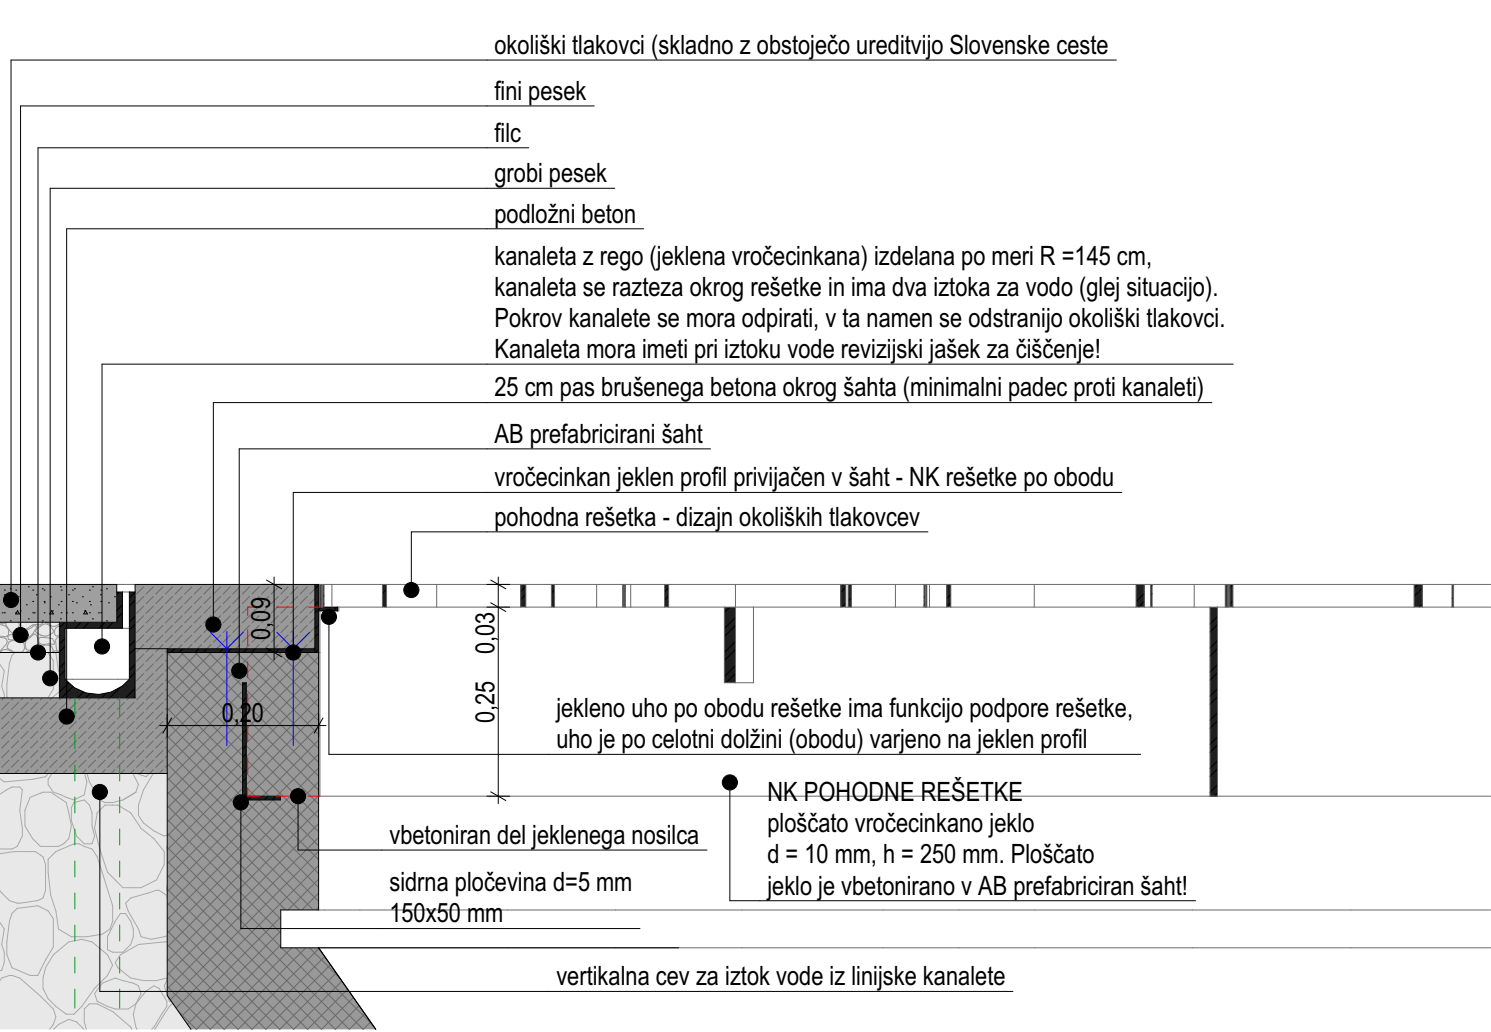 okoliški tlakovci (skladno z obstoječo ureditvijo Slovenske ceste
fini pesek
filc
grobi pesek
podložni beton
kanaleta z rego (jeklena vročecinkana) izdelana po meri R =145 cm,
kanaleta se razteza okrog rešetke in ima dva iztoka za vodo (glej situacijo).
Pokrov kanalete se mora odpirati, v ta namen se odstranijo okoliški tlakovci.
Kanaleta mora imeti pri iztoku vode revizijski jašek za čiščenje!
25 cm pas brušenega betona okrog šahta (minimalni padec proti kanaleti)
AB prefabricirani šaht
vročecinkan jeklen profil privijačen v šaht - NK rešetke po obodu
pohodna rešetka - dizajn okoliških tlakovcev
0,09
0,03
0,25
0,20
jekleno uho po obodu rešetke ima funkcijo podpore rešetke,
uho je po celotni dolžini (obodu) varjeno na jeklen profil
NK POHODNE REŠETKE
ploščato vročecinkano jeklo
d = 10 mm, h = 250 mm. Ploščato
jeklo je vbetonirano v AB prefabriciran šaht!
vbetoniran del jeklenega nosilca
sidrna pločevina d=5 mm
150x50 mm
vertikalna cev za iztok vode iz linijske kanalete